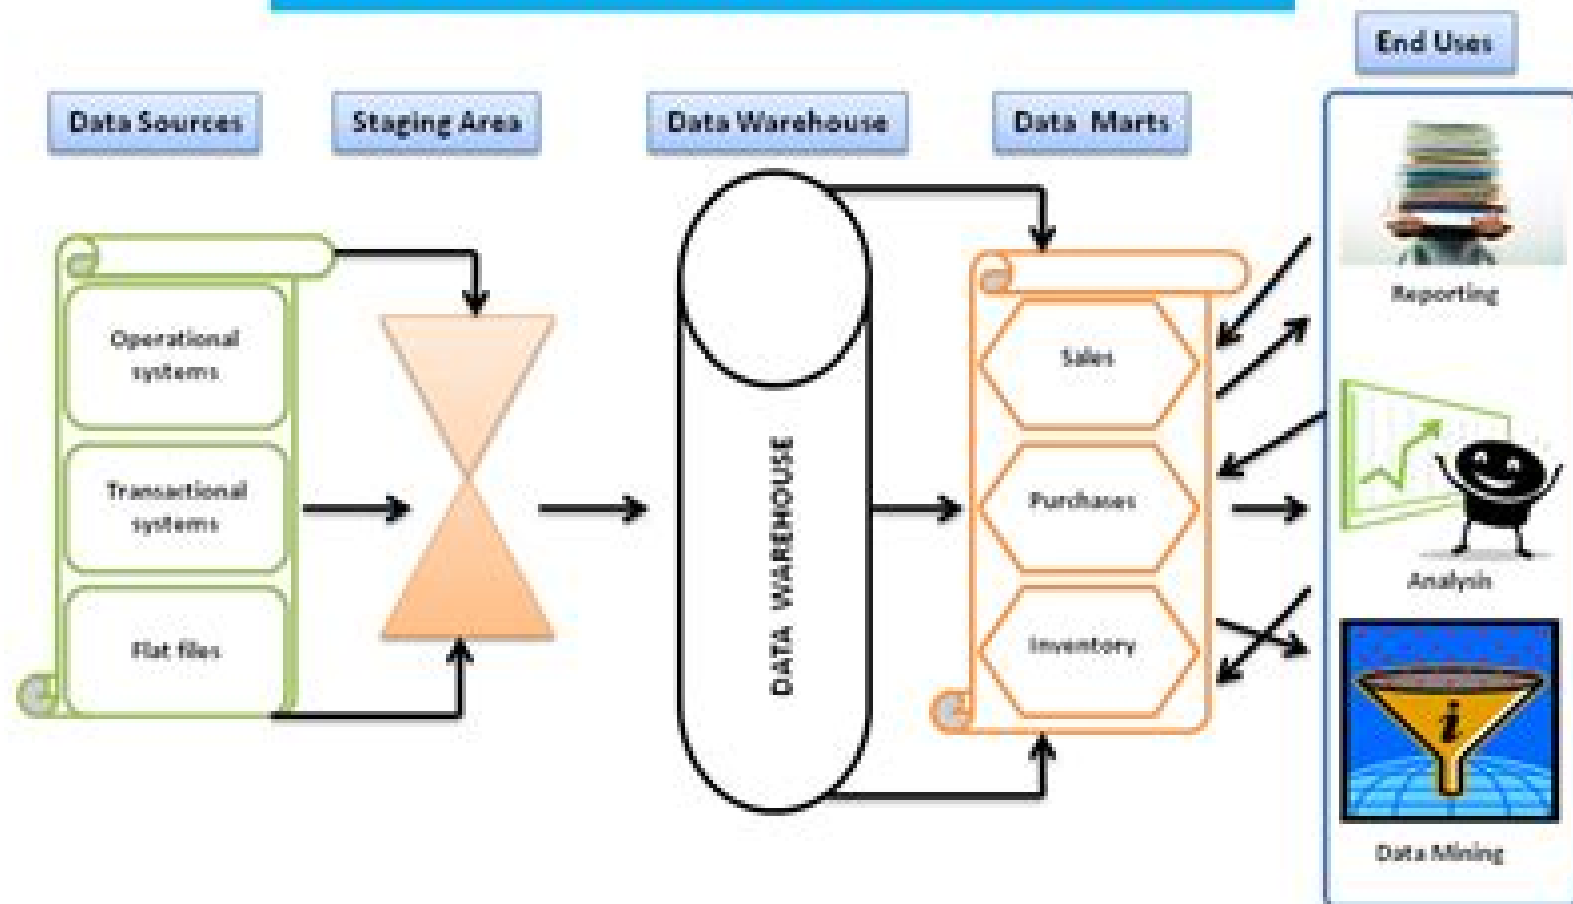 End Uses
Data Sources
Staging Area
Data Warehouse
Data Marts
Operational
systems
Transactional
systems
Flat files
DATA WAREHOUSE
Sales
Purchases
Inventory
Reporting
Analysis
i
Data Mining